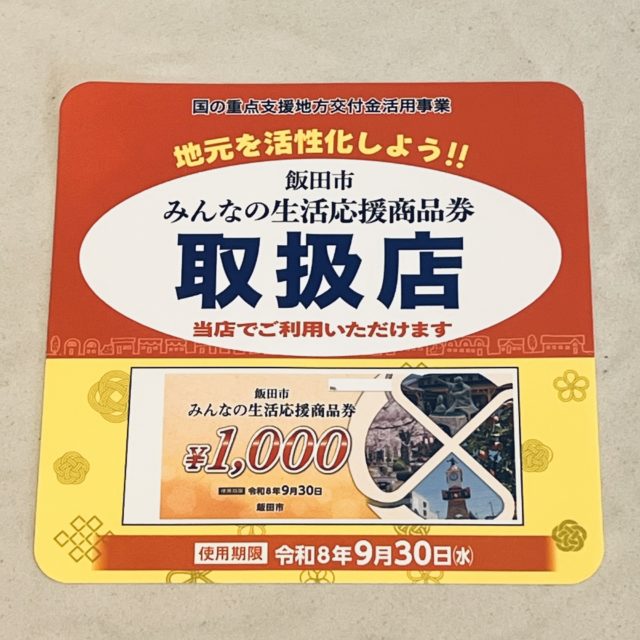 国の重点支援地方交付金活用事業
地元を活性化しよう!!
飯田市
みんなの生活応援商品券
取扱店
当店でご利用いただけます
飯田市
みんなの生活応援商品券
¥1,000
使用期限 令和8年9月30日
飯田市
使用期限 令和8年9月30日(水)